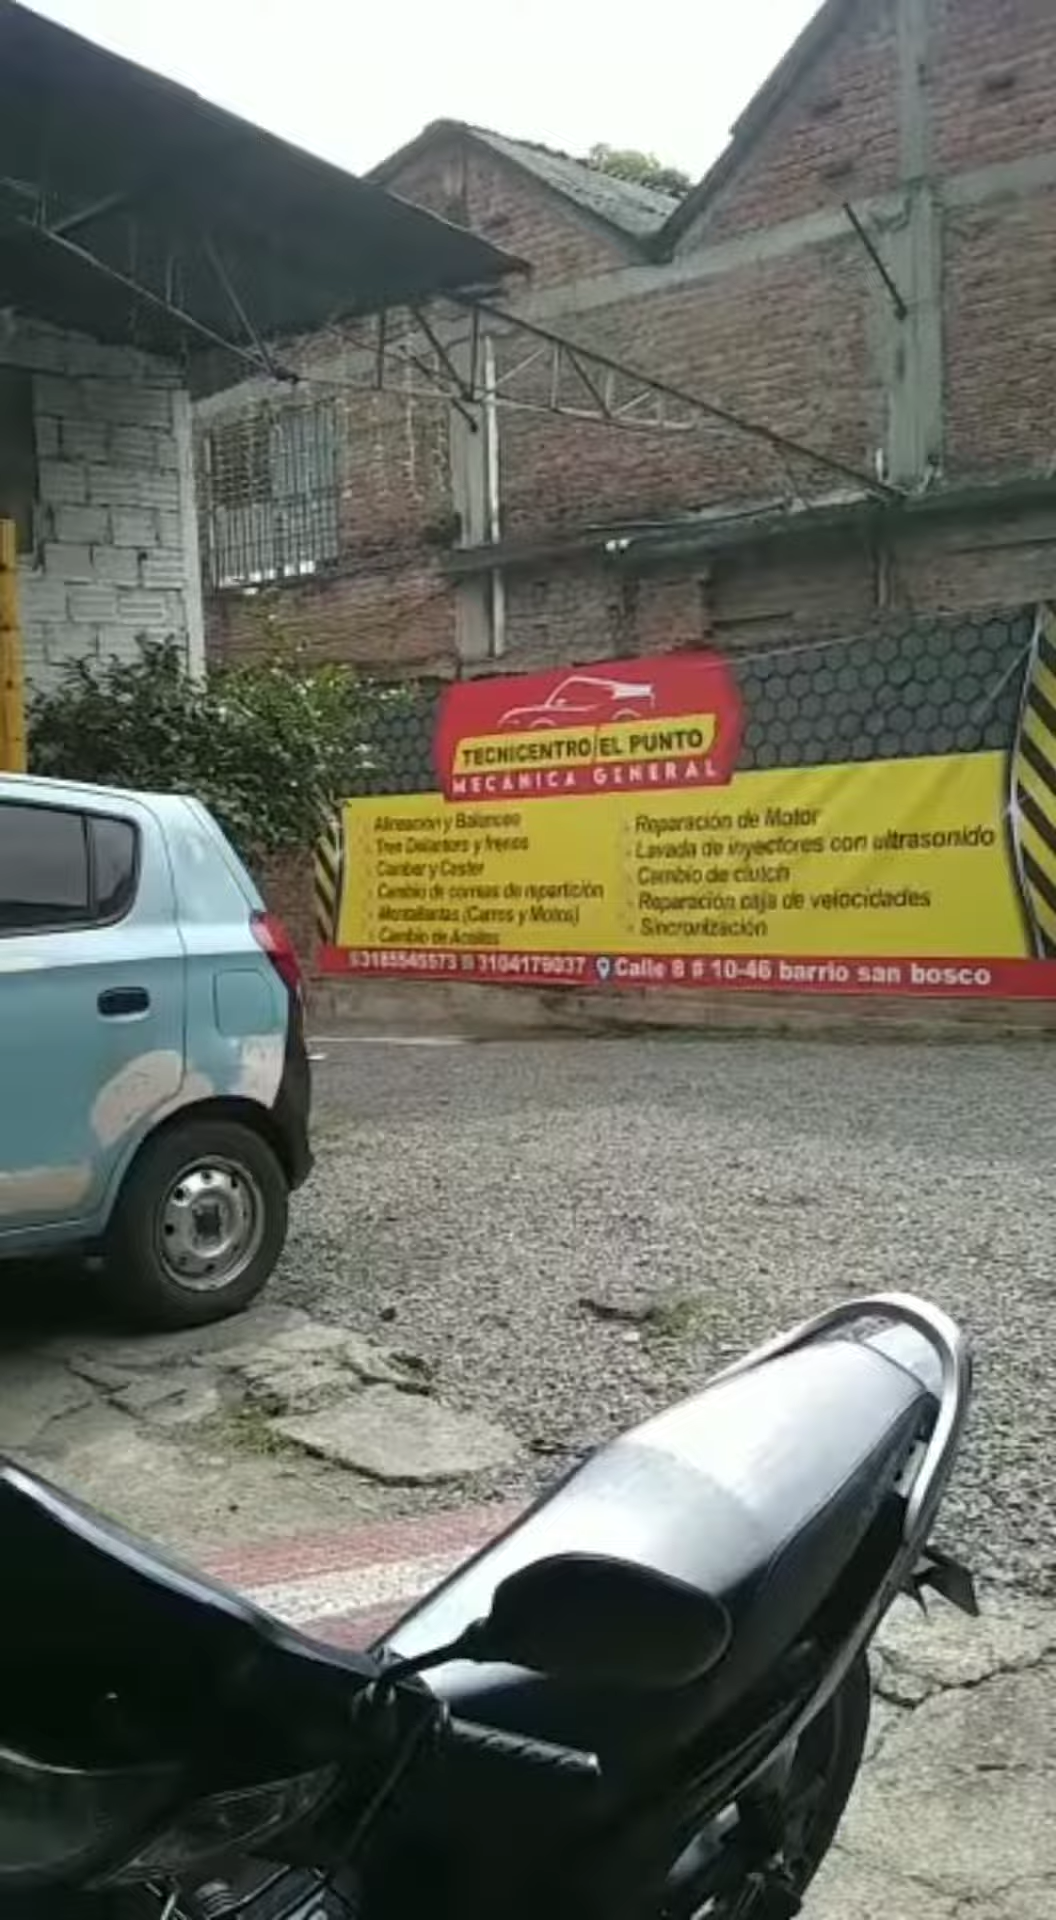 TECNICENTRO EL PUNTO
MECÁNICA GENERAL
Alineacion y Balanceo
Tren Delantero y frenos
Camber y Caster
Cambio de correas de repartición
Montallantas (Carros y Motos)
Cambio de Aceites
Reparación de Motor
Lavada de inyectores con ultrasonido
Cambio de clutch
Reparación caja de velocidades
Sincronización
3185545573 3104179037 Calle 8 # 10-46 barrio san bosco